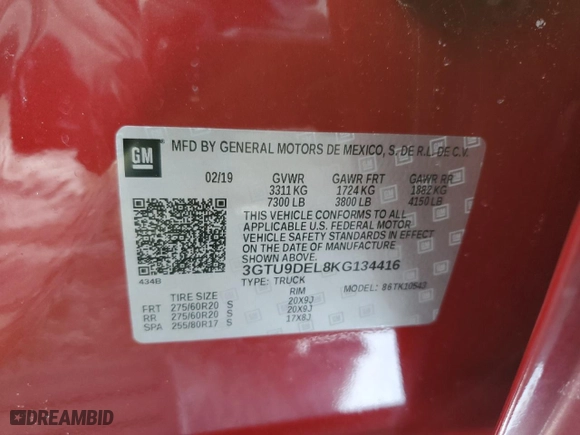 GM
MFD BY GENERAL MOTORS DE MEXICO, S. DE R.L. DE C.V.
02/19 GVWR GAWR FRT GAWR RR
3311 KG 1724 KG 1882 KG
7300 LB 3800 LB 4150 LB
THIS VEHICLE CONFORMS TO ALL
APPLICABLE U.S. FEDERAL MOTOR
VEHICLE SAFETY STANDARDS IN EFFECT
ON THE DATE OF MANUFACTURE
SHOWN ABOVE.
3GTU9DEL8KG134416
434B TYPE: TRUCK MODEL: 86TK10543
TIRE SIZE RIM
FRT 275/60R20 S 20X9J
RR 275/60R20 S 20X9J
SPA 255/80R17 S 17X8J
DREAMBID